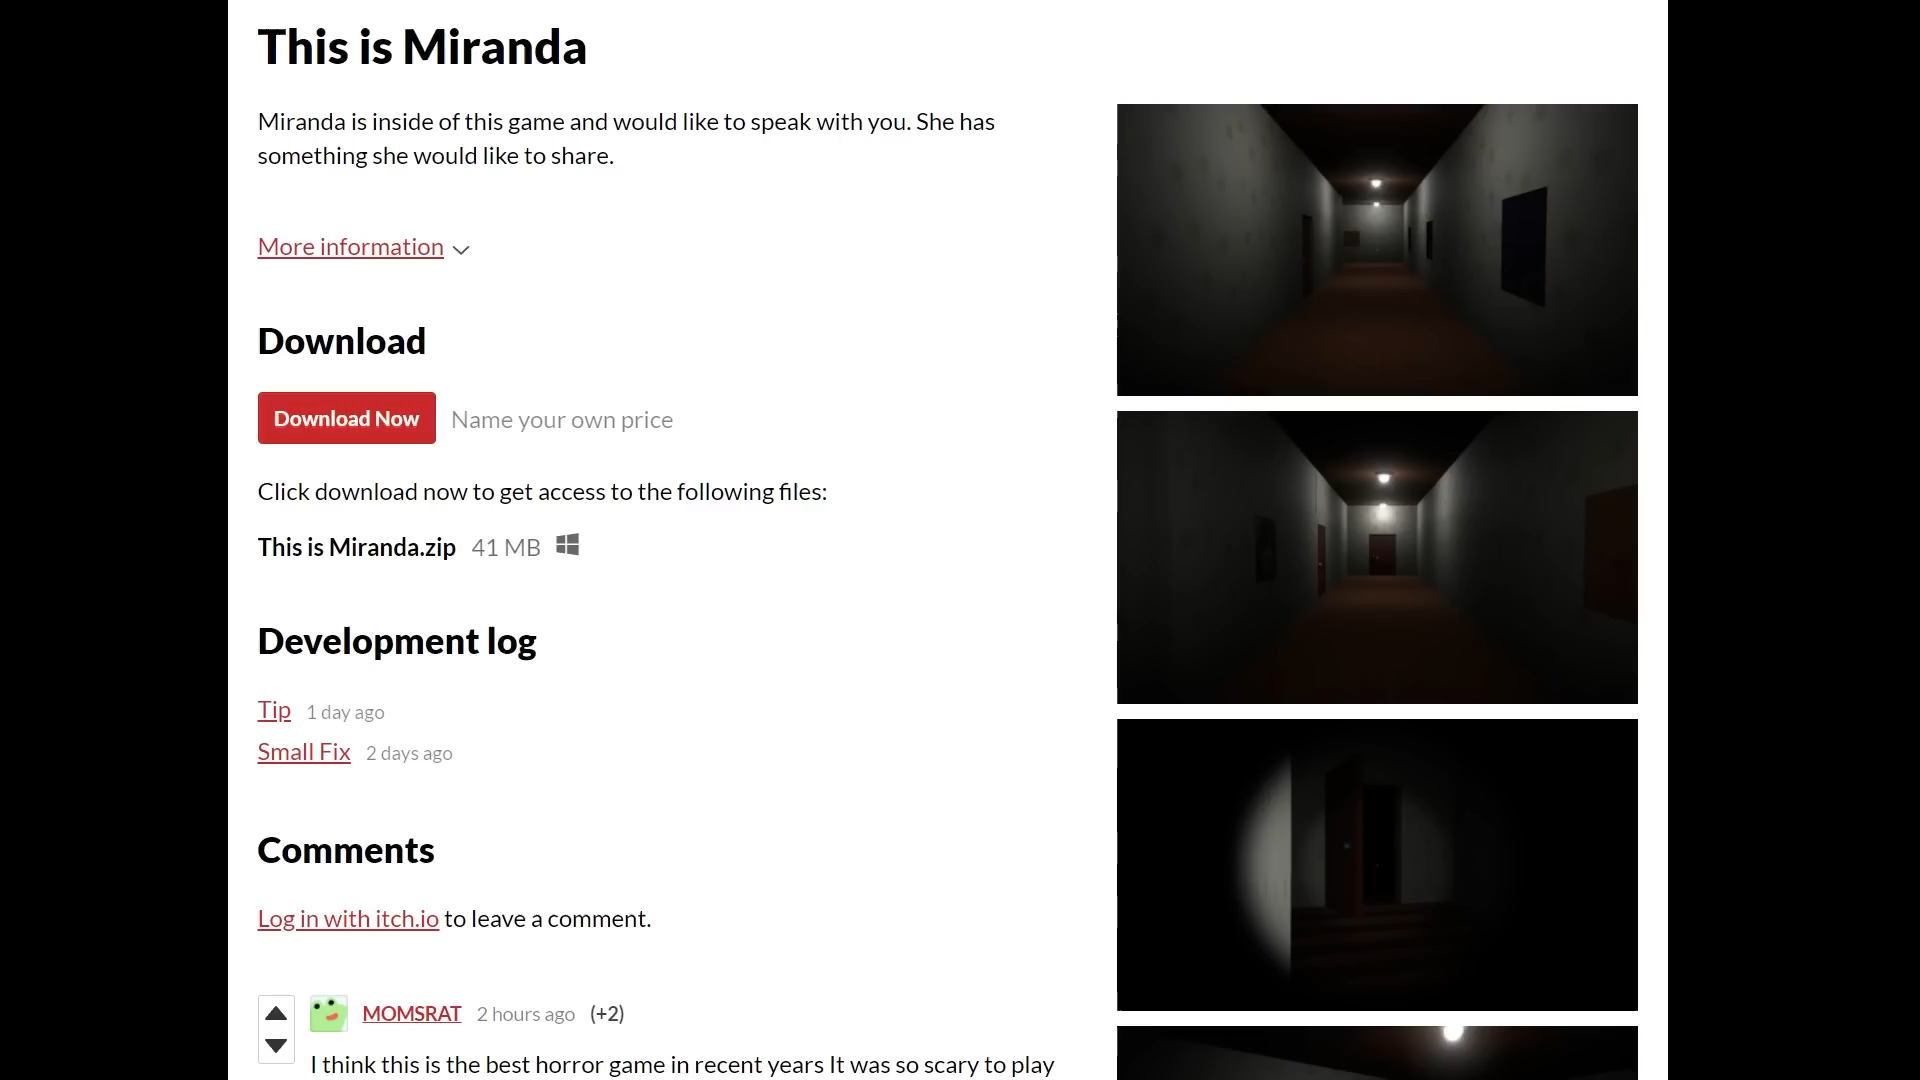 This is Miranda
Miranda is inside of this game and would like to speak with you. She has
something she would like to share.
More information
Download
Download Now Name your own price
Click download now to get access to the following files:
This is Miranda.zip 41 MB
Development log
Tip 1 day ago
Small Fix 2 days ago
Comments
Log in with itch.io to leave a comment.
MOMSRAT 2 hours ago (+2)
I think this is the best horror game in recent years It was so scary to play